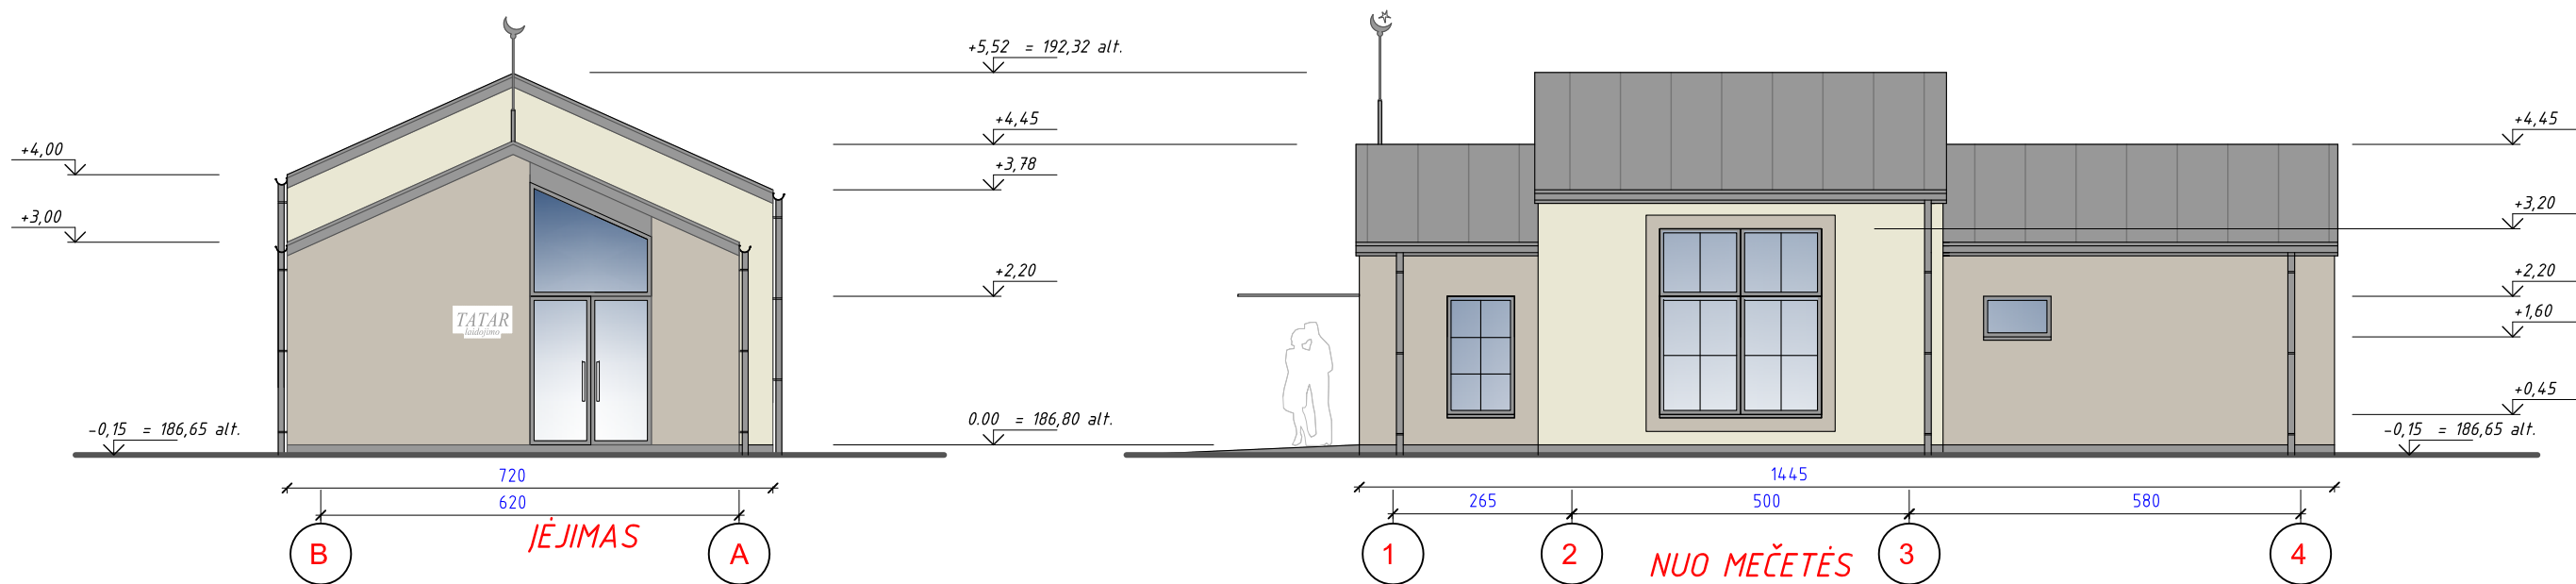 +5,52 = 192,32 alt.
+4,45
+4,00
+3,78
+3,00
+2,20
TATAR
laidojimo
-0,15 = 186,65 alt.
0.00 = 186,80 alt.
720
620
B
A
ĮĖJIMAS
+4,45
+3,20
+2,20
+1,60
+0,45
-0,15 = 186,65 alt.
1445
265
500
580
1
2
3
4
NUO MEČETĖS